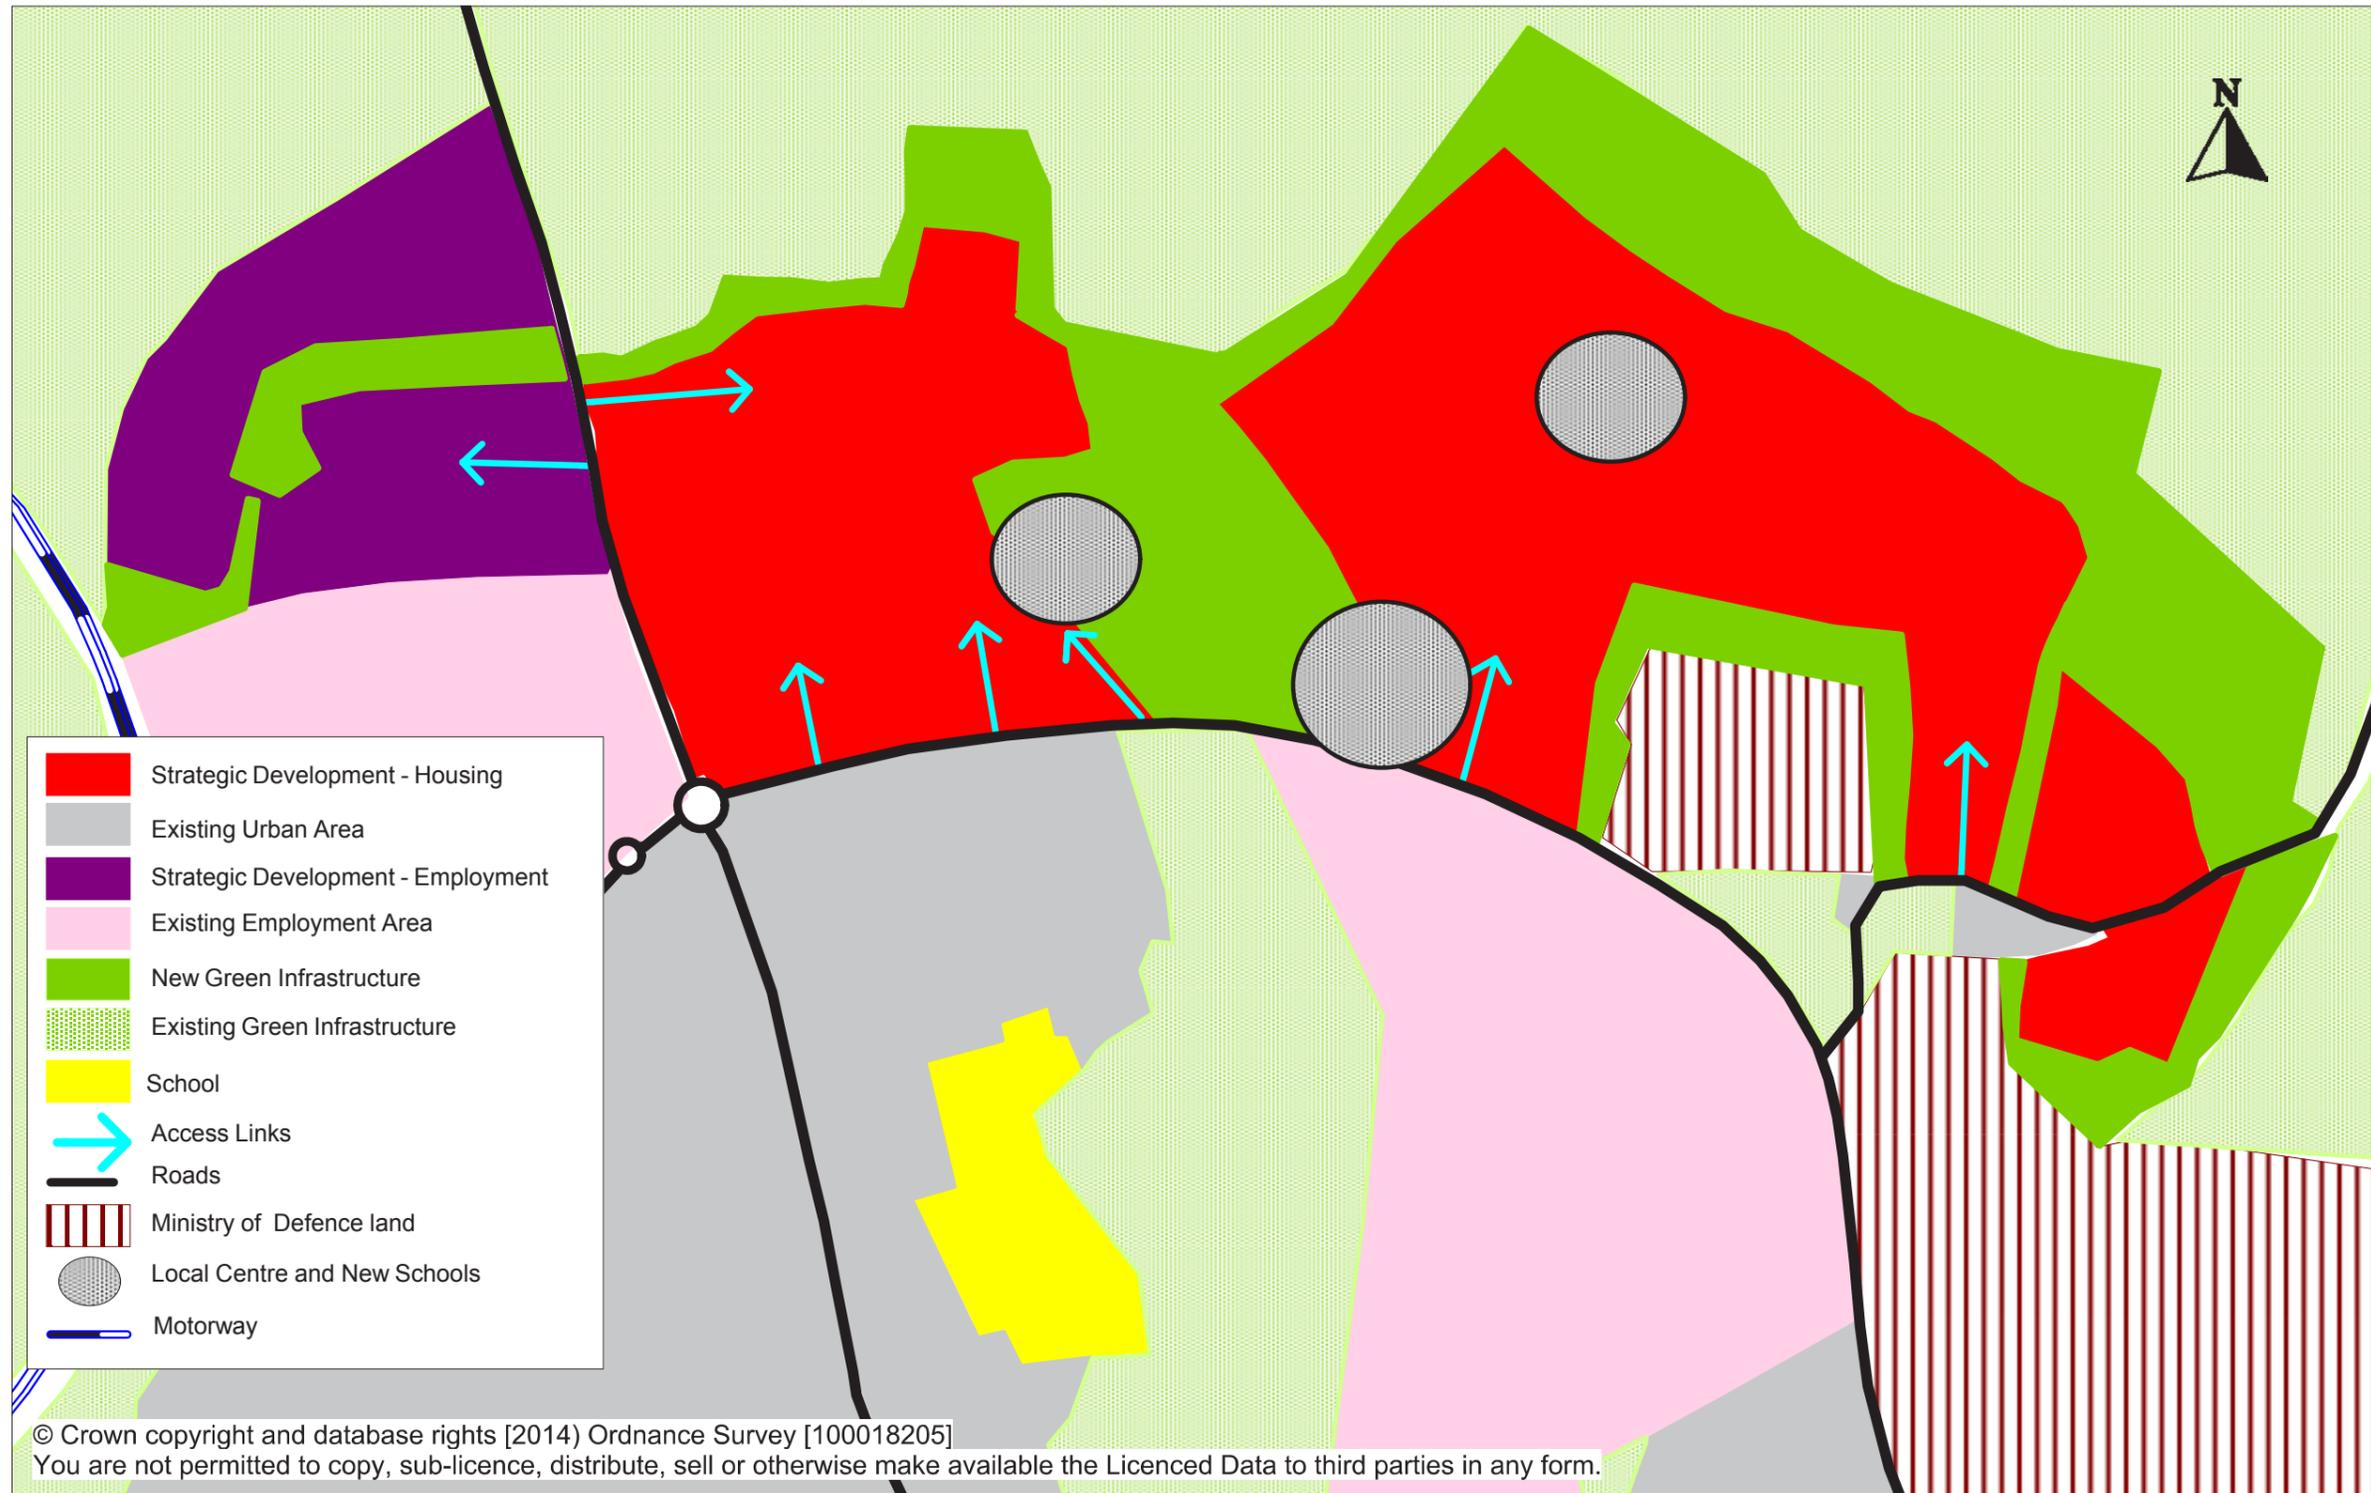 N
Strategic Development - Housing
Existing Urban Area
Strategic Development - Employment
Existing Employment Area
New Green Infrastructure
Existing Green Infrastructure
School
Access Links
Roads
Ministry of Defence land
Local Centre and New Schools
Motorway
© Crown copyright and database rights [2014) Ordnance Survey [100018205]
You are not permitted to copy, sub-licence, distribute, sell or otherwise make available the Licenced Data to third parties in any form.